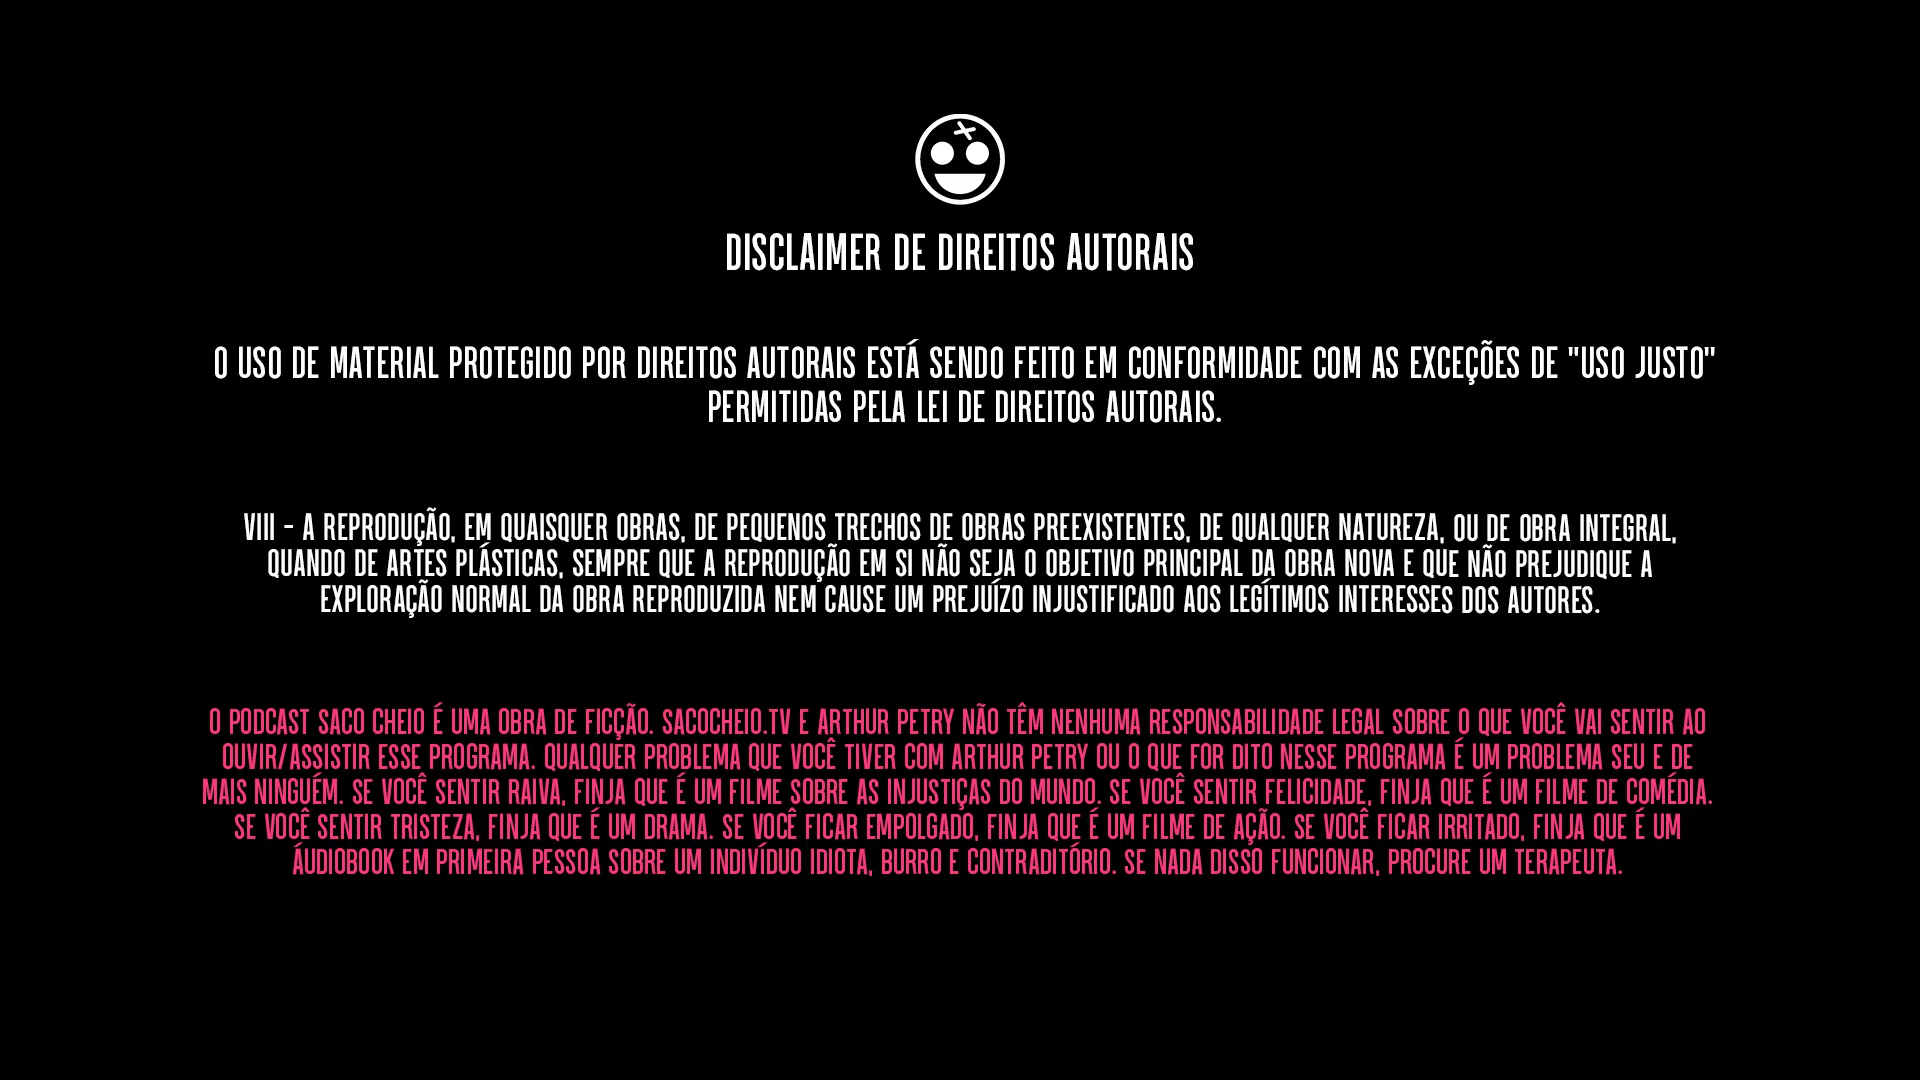 DISCLAIMER DE DIREITOS AUTORAIS
O USO DE MATERIAL PROTEGIDO POR DIREITOS AUTORAIS ESTÁ SENDO FEITO EM CONFORMIDADE COM AS EXCEÇÕES DE "USO JUSTO"
PERMITIDAS PELA LEI DE DIREITOS AUTORAIS.
VIII - A REPRODUÇÃO, EM QUAISQUER OBRAS, DE PEQUENOS TRECHOS DE OBRAS PREEXISTENTES, DE QUALQUER NATUREZA, OU DE OBRA INTEGRAL,
QUANDO DE ARTES PLÁSTICAS, SEMPRE QUE A REPRODUÇÃO EM SI NÃO SEJA O OBJETIVO PRINCIPAL DA OBRA NOVA E QUE NÃO PREJUDIQUE A
EXPLORAÇÃO NORMAL DA OBRA REPRODUZIDA NEM CAUSE UM PREJUÍZO INJUSTIFICADO AOS LEGÍTIMOS INTERESSES DOS AUTORES.
O PODCAST SACO CHEIO É UMA OBRA DE FICÇÃO. SACOCHEIO.TV E ARTHUR PETRY NÃO TÊM NENHUMA RESPONSABILIDADE LEGAL SOBRE O QUE VOCÊ VAI SENTIR AO
OUVIR/ASSISTIR ESSE PROGRAMA. QUALQUER PROBLEMA QUE VOCÊ TIVER COM ARTHUR PETRY OU O QUE FOR DITO NESSE PROGRAMA É UM PROBLEMA SEU E DE
MAIS NINGUÉM. SE VOCÊ SENTIR RAIVA, FINJA QUE É UM FILME SOBRE AS INJUSTIÇAS DO MUNDO. SE VOCÊ SENTIR FELICIDADE, FINJA QUE É UM FILME DE COMÉDIA.
SE VOCÊ SENTIR TRISTEZA, FINJA QUE É UM DRAMA. SE VOCÊ FICAR EMPOLGADO, FINJA QUE É UM FILME DE AÇÃO. SE VOCÊ FICAR IRRITADO, FINJA QUE É UM
ÁUDIOBOOK EM PRIMEIRA PESSOA SOBRE UM INDIVÍDUO IDIOTA, BURRO E CONTRADITÓRIO. SE NADA DISSO FUNCIONAR, PROCURE UM TERAPEUTA.